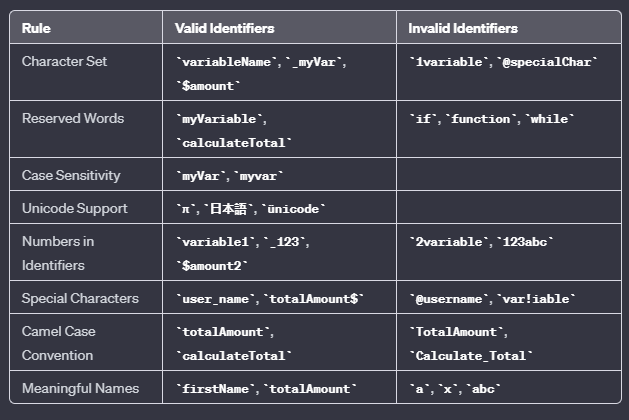 Rule Valid Identifiers Invalid Identifiers
Character Set `variableName`, `_myVar`, `1variable`, `@specialChar`
`$amount`
Reserved Words `myVariable`, `if`, `function`, `while`
`calculateTotal`
Case Sensitivity `myVar`, `myvar`
Unicode Support `π`, `日本語`, `ünicode`
Numbers in `variable1`, `_123`, `2variable`, `123abc`
Identifiers `$amount2`
Special Characters `user_name`, `totalAmount$` `@username`, `var!iable`
Camel Case `totalAmount`, `TotalAmount`,
Convention `calculateTotal` `Calculate_Total`
Meaningful Names `firstName`, `totalAmount` `a`, `x`, `abc`